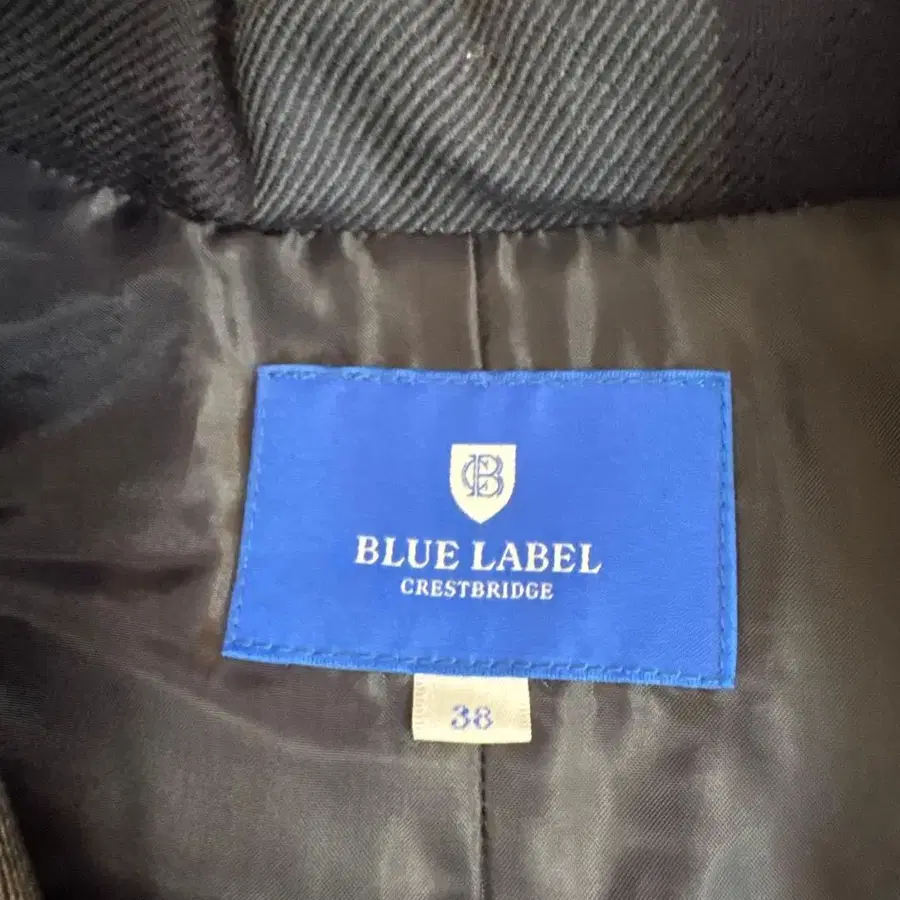 CB
BLUE LABEL
CRESTBRIDGE
38